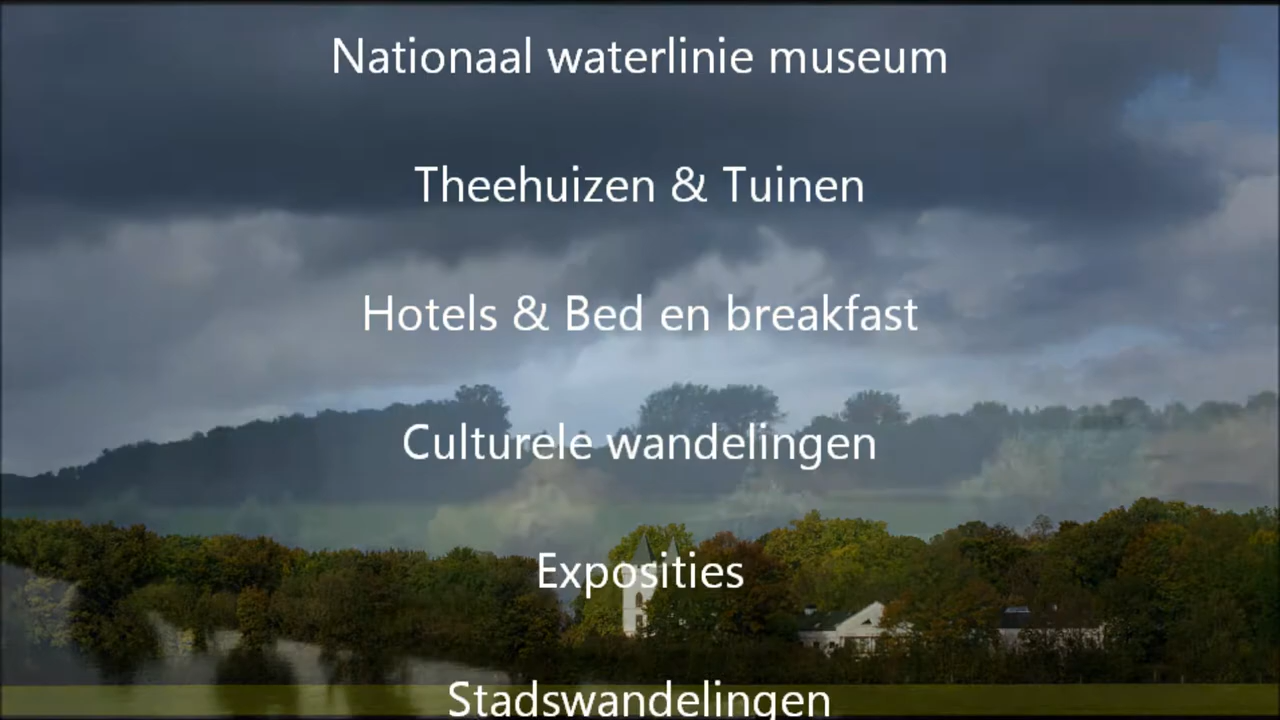 Nationaal waterlinie museum
Theehuizen & Tuinen
Hotels & Bed en breakfast
Culturele wandelingen
Exposities
Stadswandelingen